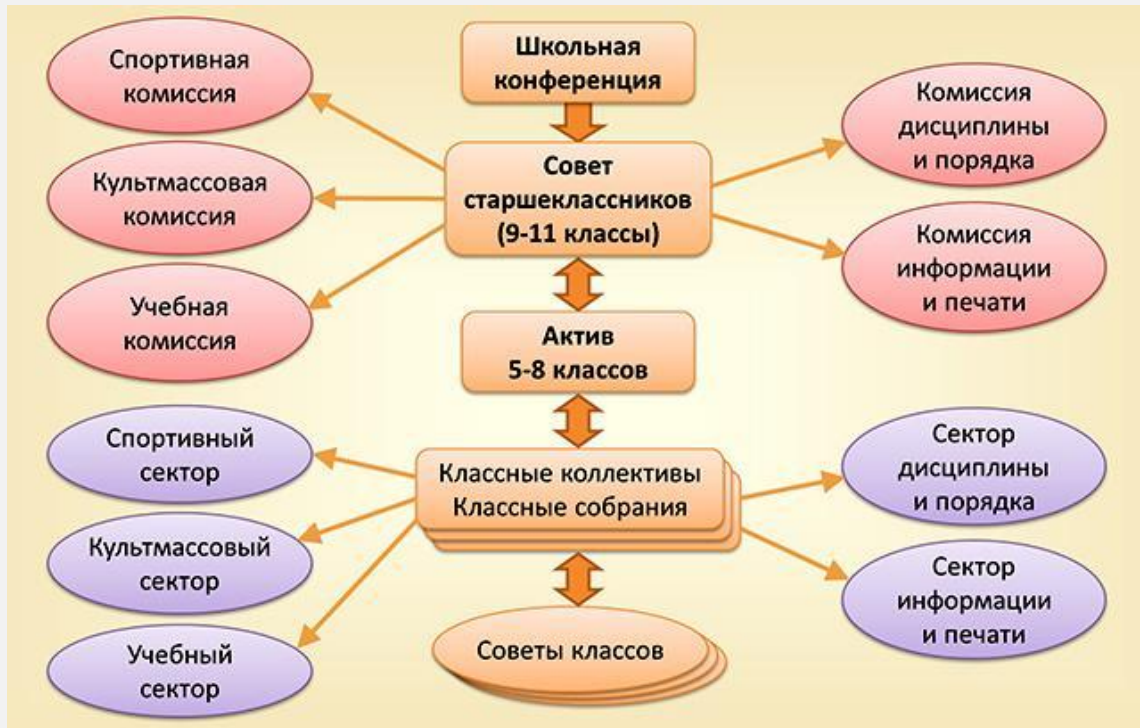 Школьная
конференция
Спортивная
комиссия
Культмассовая
комиссия
Учебная
комиссия
Совет
старшеклассников
(9-11 классы)
Комиссия
дисциплины
и порядка
Комиссия
информации
и печати
Актив
5-8 классов
Спортивный
сектор
Культмассовый
сектор
Учебный
сектор
Классные коллективы
Классные собрания
Сектор
дисциплины
и порядка
Сектор
информации
и печати
Советы классов